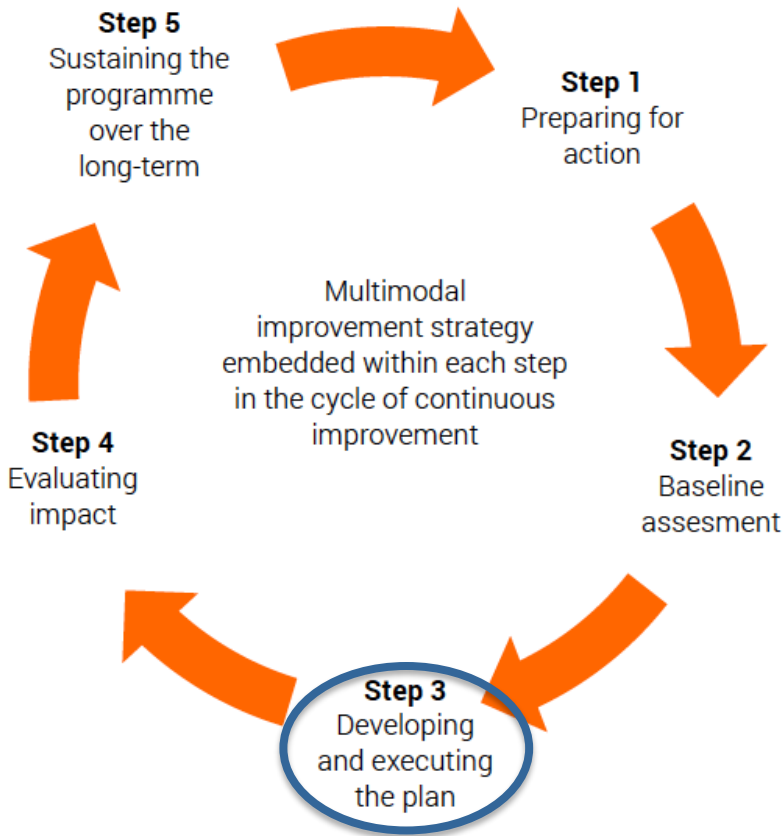 Step 5
Sustaining the
programme
over the
long-term
Step 1
Preparing for
action
Multimodal
improvement strategy
embedded within each step
in the cycle of continuous
improvement
Step 4
Evaluating
impact
Step 2
Baseline
assesment
Step 3
Developing
and executing
the plan